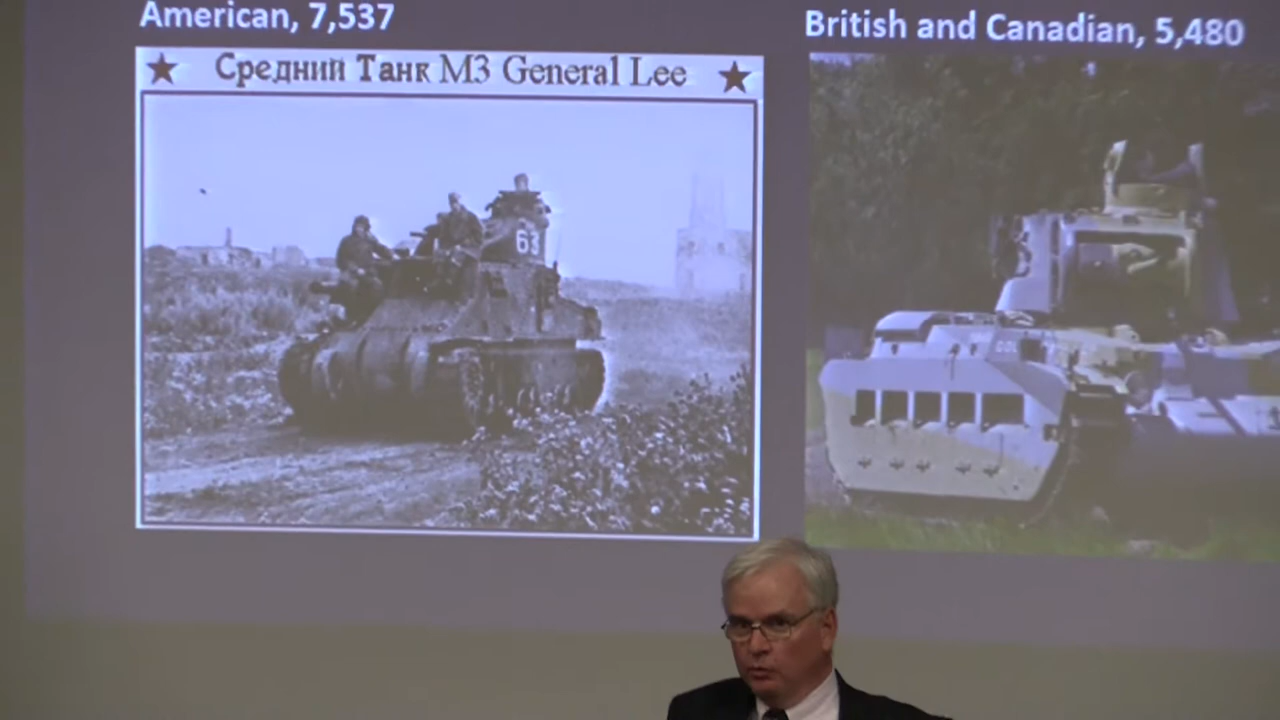 American, 7,537
British and Canadian, 5,480
Средний Танк M3 General Lee
63